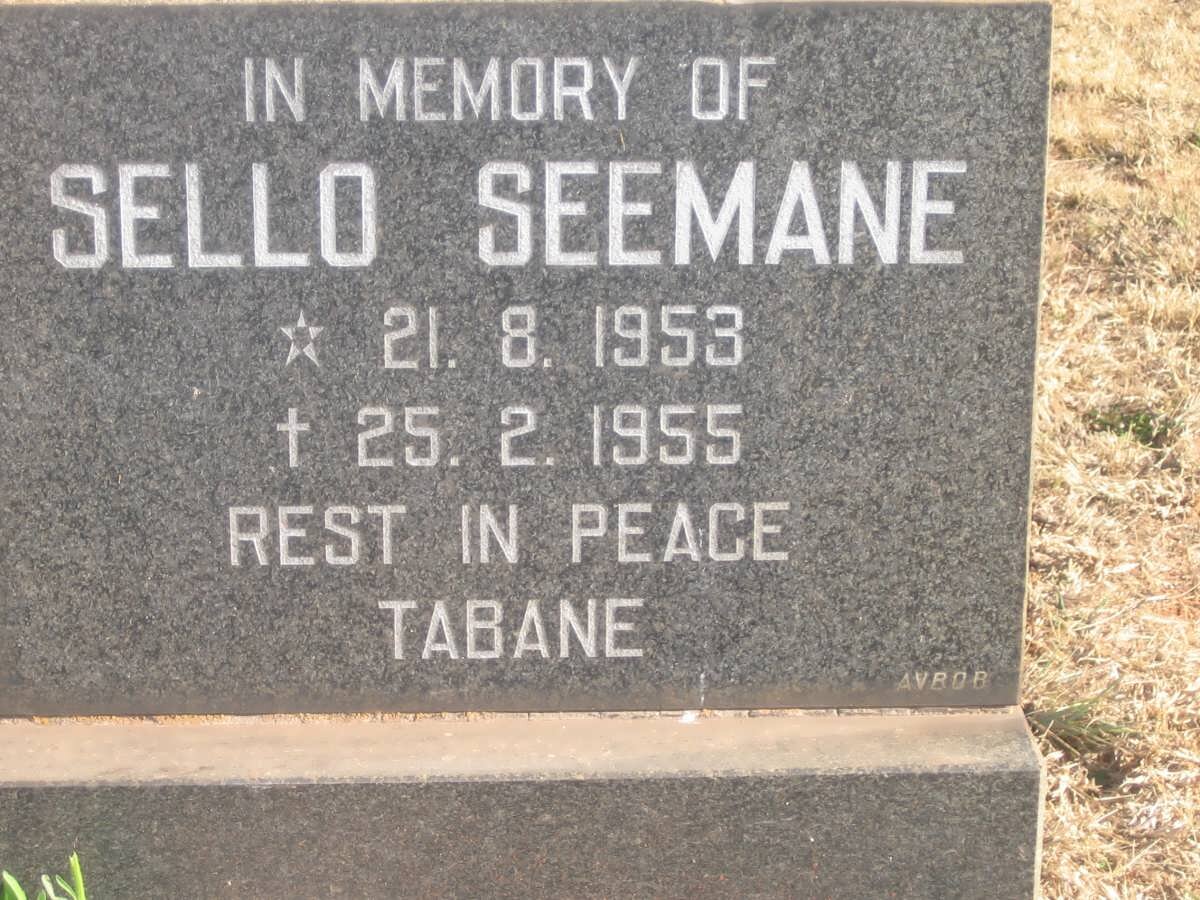 IN MEMORY OF
SELLO SEEMANE
☆ 21. 8. 1953
† 25. 2. 1955
REST IN PEACE
TABANE
AVBOB